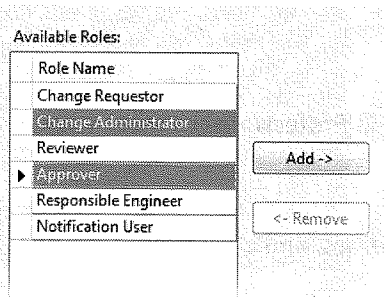 Available Roles:
Role Name
Change Requestor
Change Administrator
Reviewer
Approver
Responsible Engineer
Notification User
Add ->
<- Remove